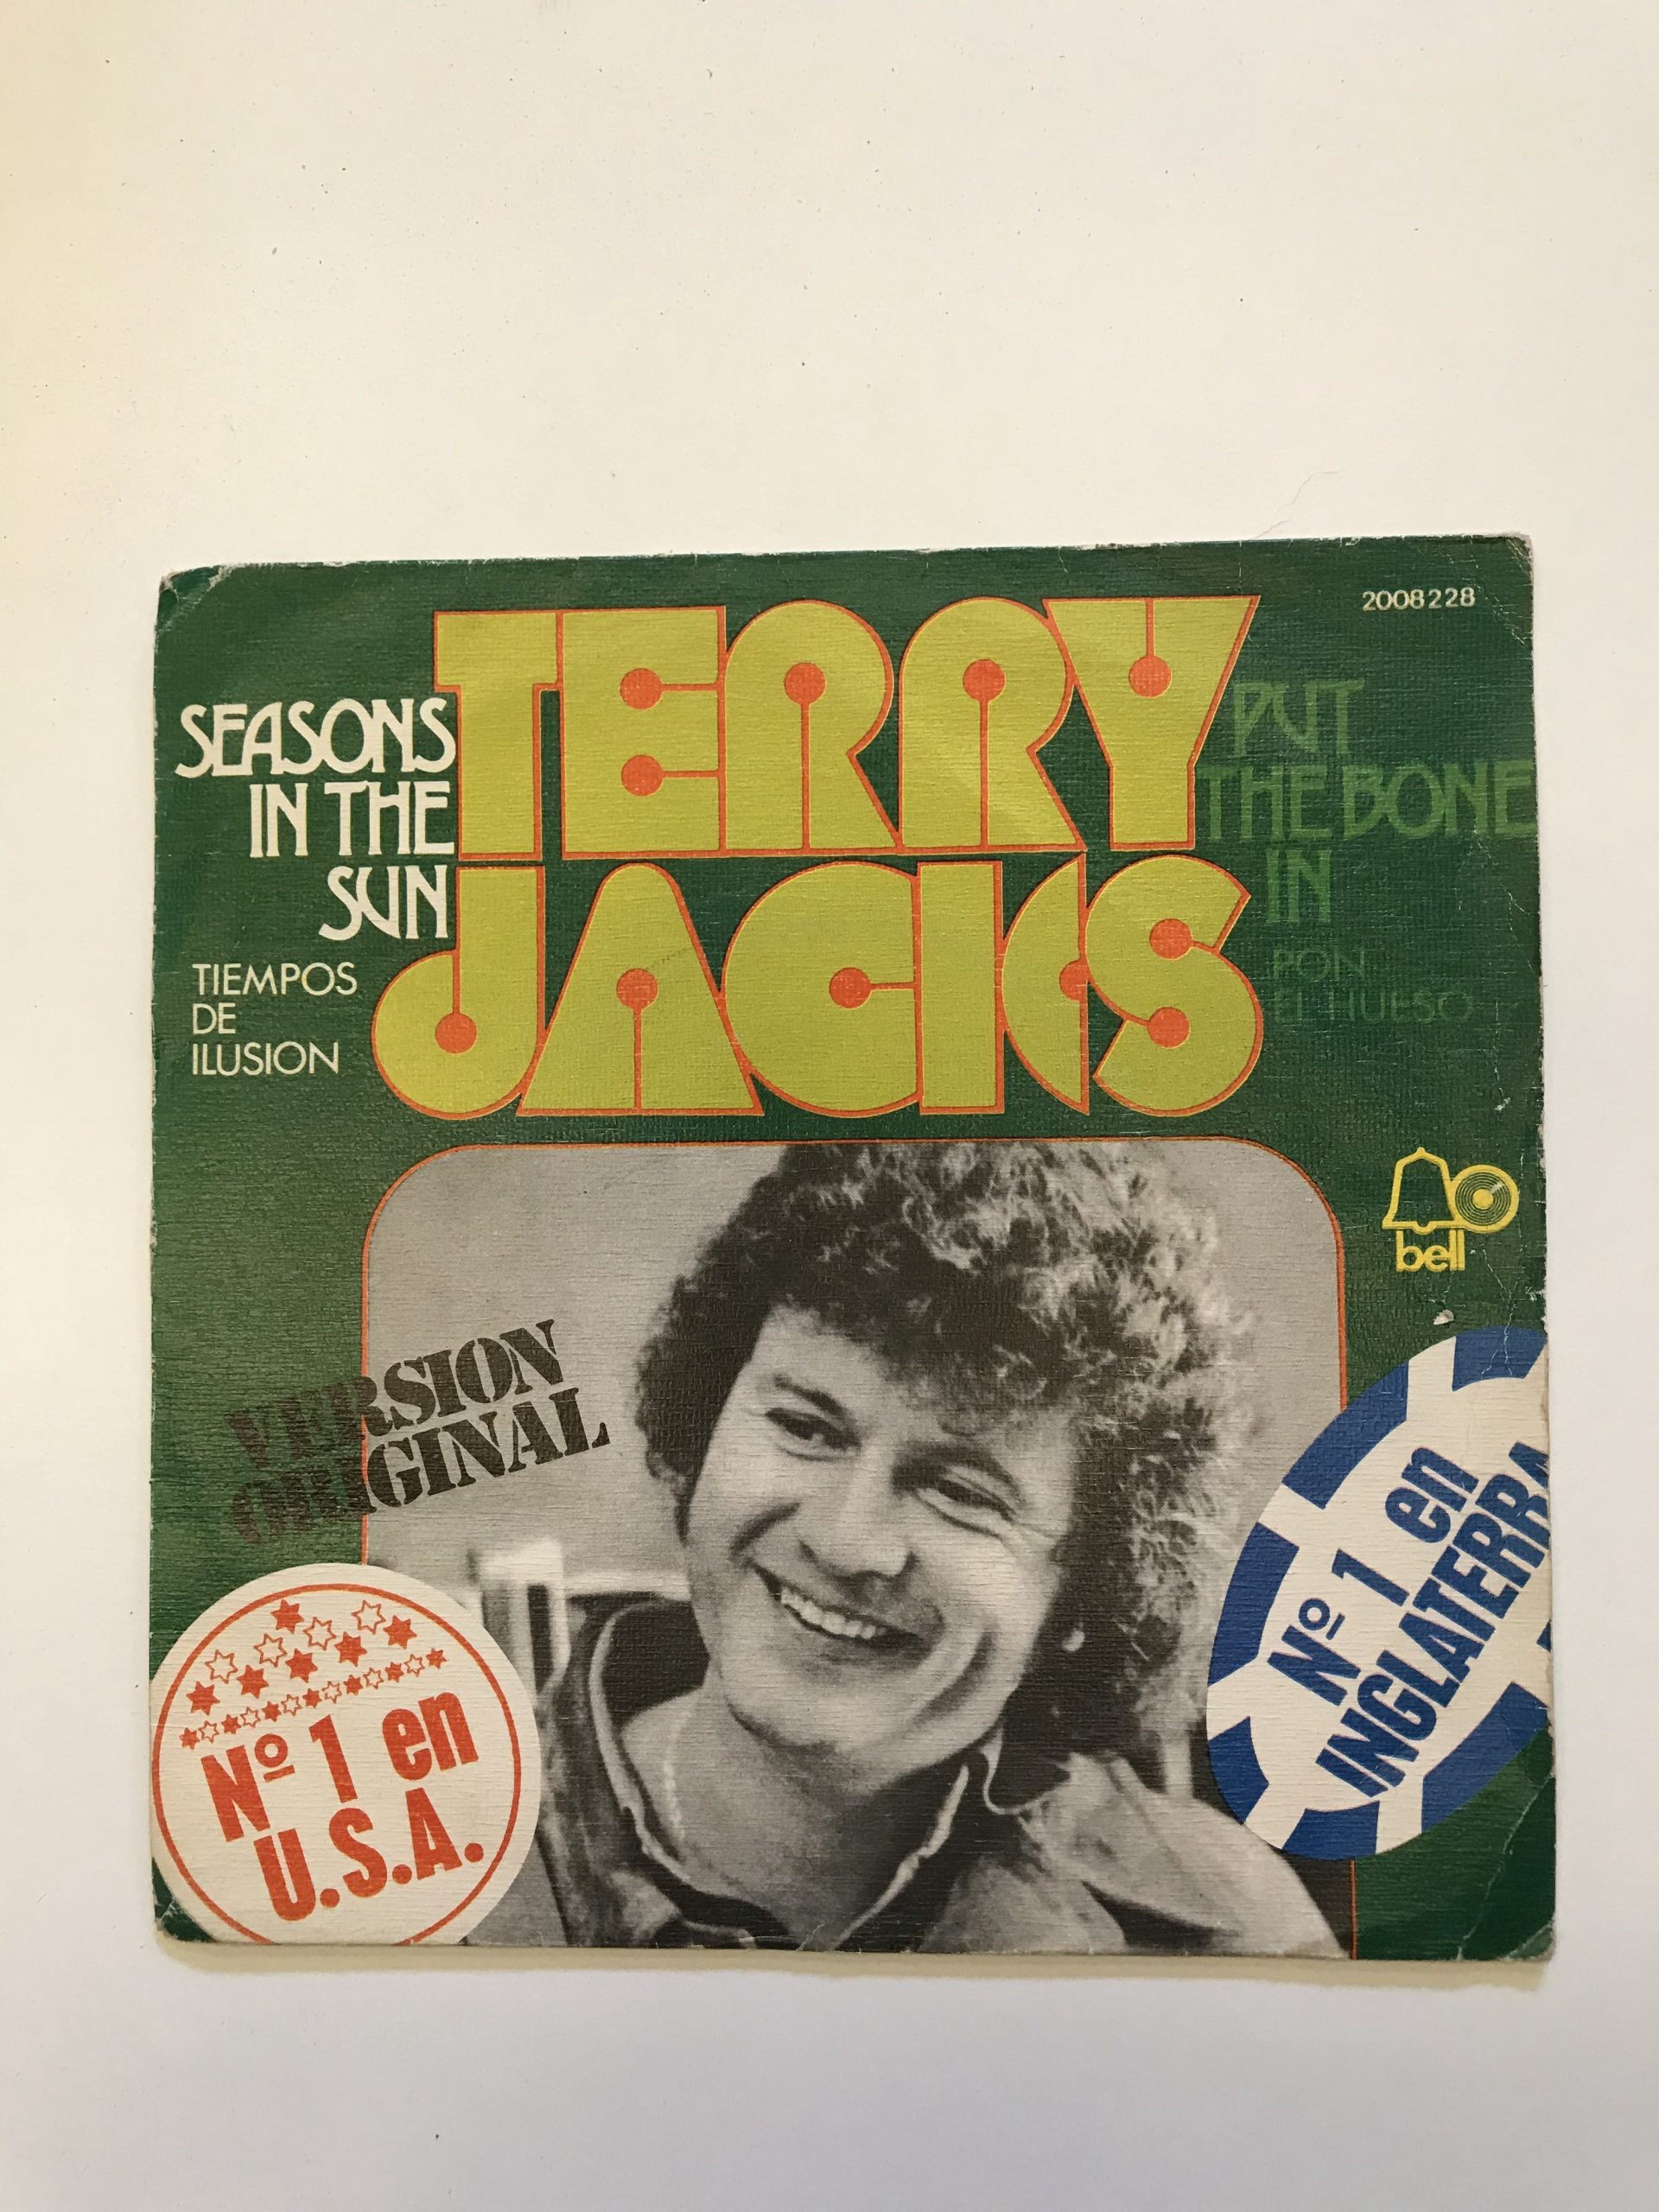 2008228
TERRY
JACKS
SEASONS
IN THE
SUN
TIEMPOS
DE
ILUSION
PUT
THE BONE
IN
PON
EL HUESO
bell
VERSION
ORIGINAL
Nº 1 en
U.S.A.
Nº 1 en
INGLATERRA